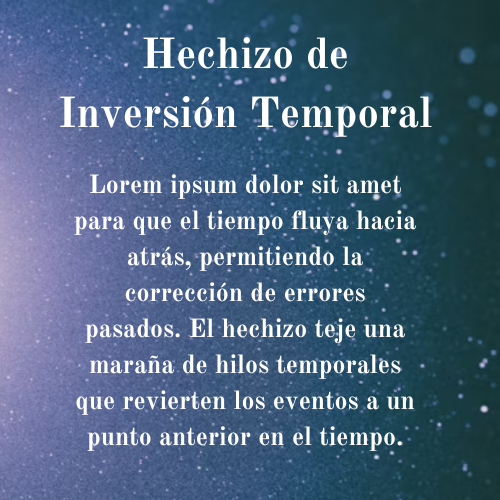 Hechizo de
Inversión Temporal
Lorem ipsum dolor sit amet
para que el tiempo fluya hacia
atrás, permitiendo la
corrección de errores
pasados. El hechizo teje una
maraña de hilos temporales
que revierten los eventos a un
punto anterior en el tiempo.